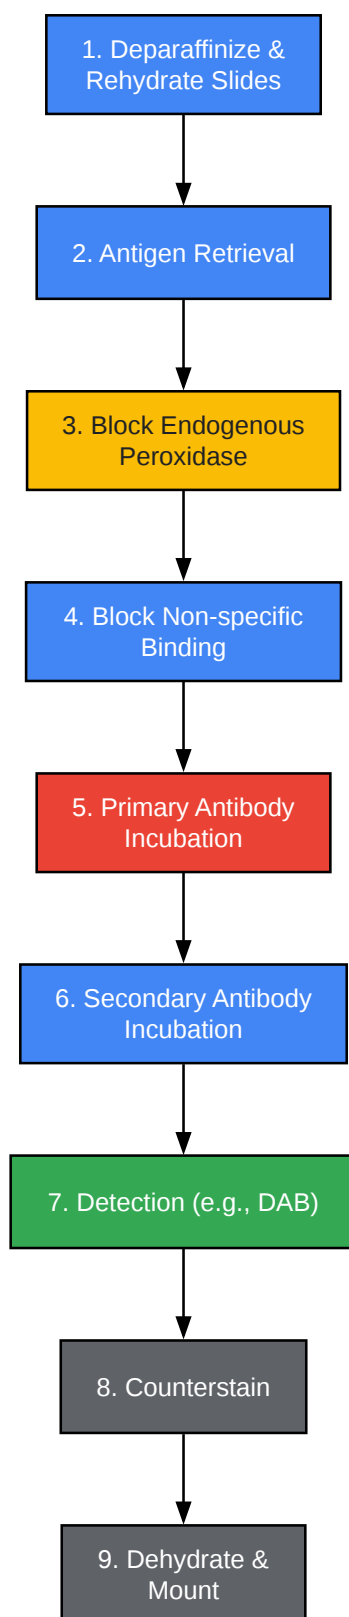 1. Deparaffinize &
Rehydrate Slides
2. Antigen Retrieval
3. Block Endogenous
Peroxidase
4. Block Non-specific
Binding
5. Primary Antibody
Incubation
6. Secondary Antibody
Incubation
7. Detection (e.g., DAB)
8. Counterstain
9. Dehydrate &
Mount